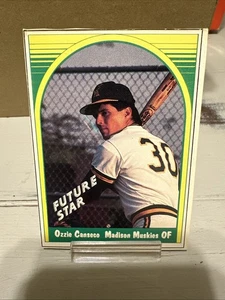 30
FUTURE
STAR
Ozzie Canseco Madison Muskies OF